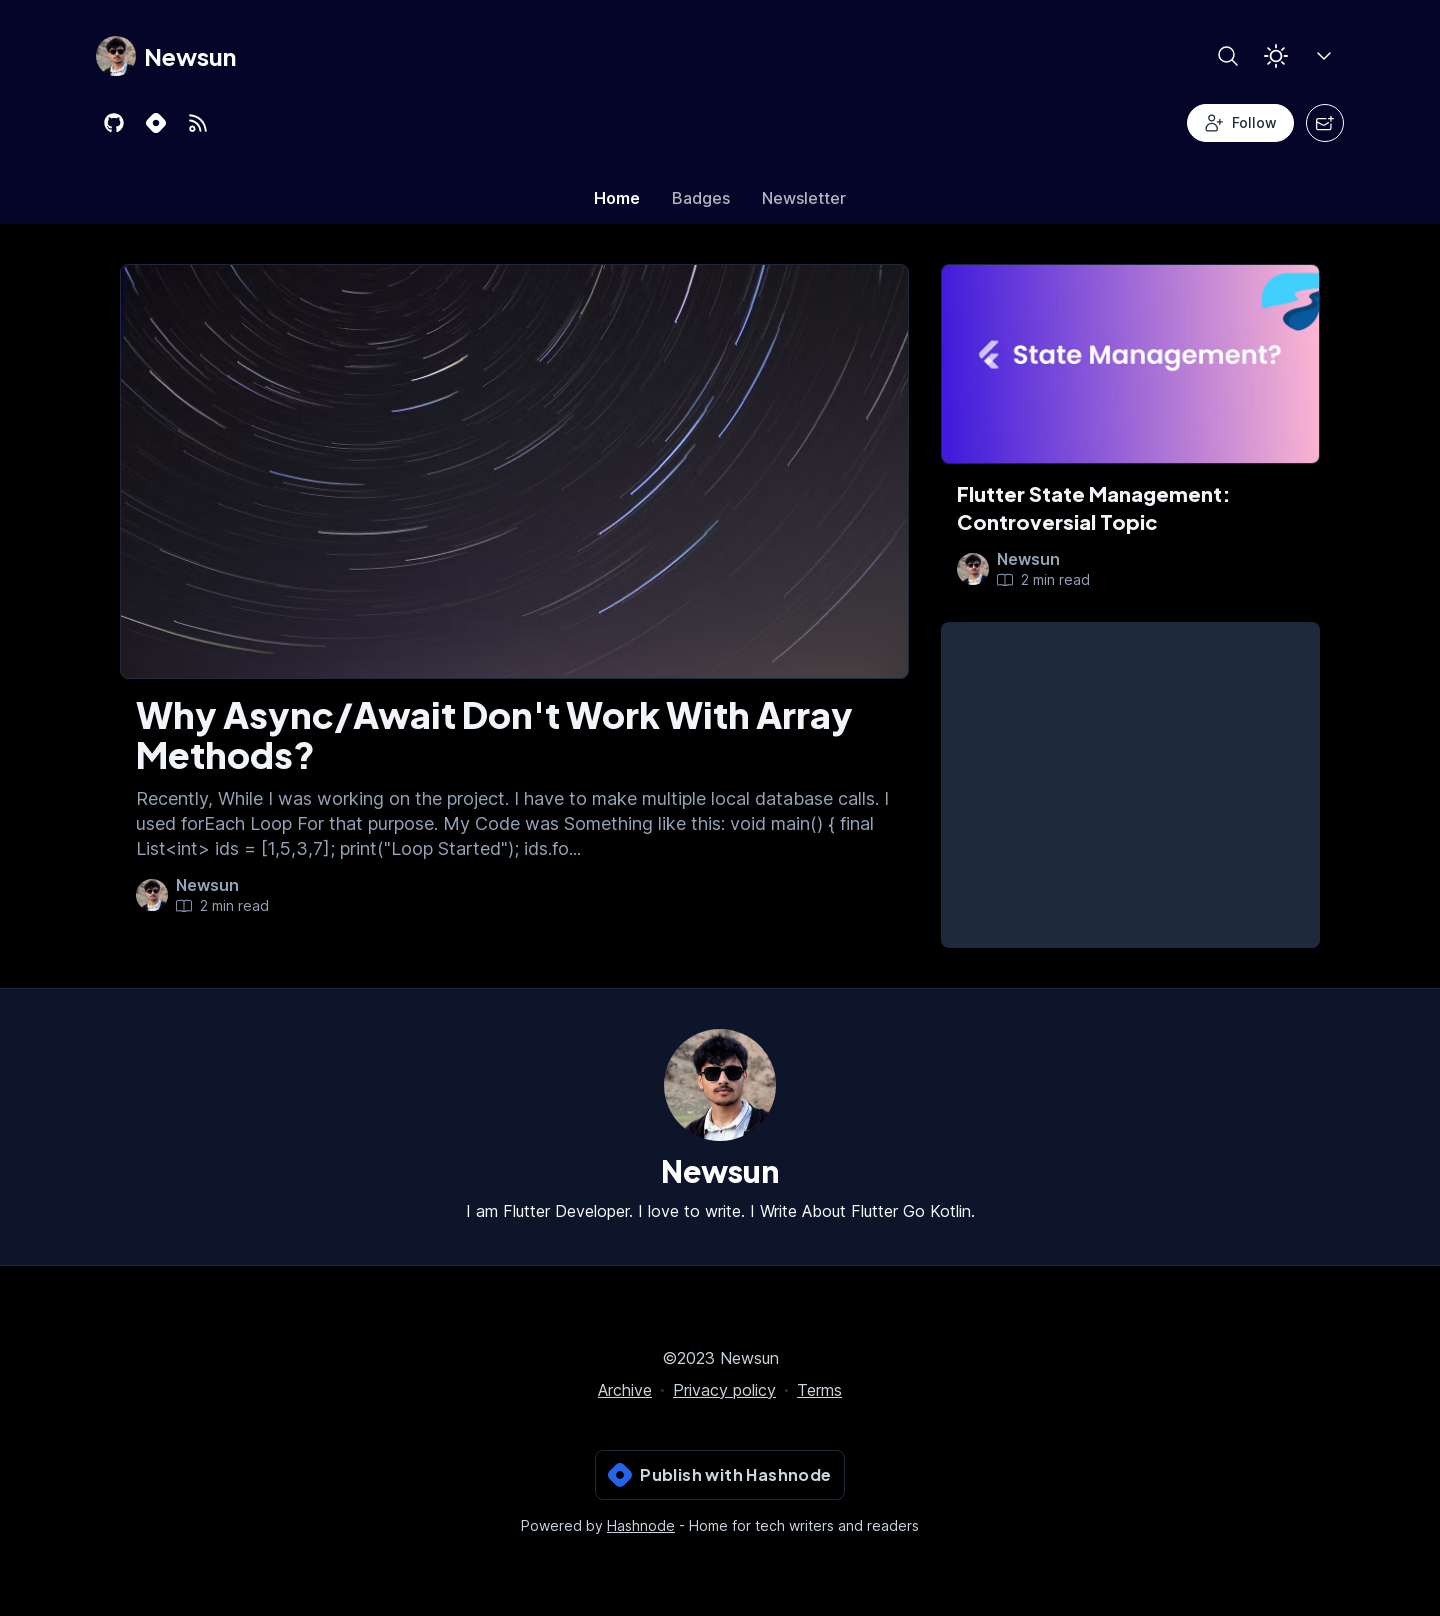 Newsun
Follow
Home
Badges
Newsletter
State Management?
Why Async/Await Don't Work With Array
Methods?
Recently, While I was working on the project. I have to make multiple local database calls. I
used forEach Loop For that purpose. My Code was Something like this: void main() { final
List<int> ids = [1,5,3,7]; print("Loop Started"); ids.fo...
Newsun
2 min read
Flutter State Management:
Controversial Topic
Newsun
2 min read
Newsun
I am Flutter Developer. I love to write. I Write About Flutter Go Kotlin.
©2023 Newsun
Archive · Privacy policy · Terms
Publish with Hashnode
Powered by Hashnode - Home for tech writers and readers